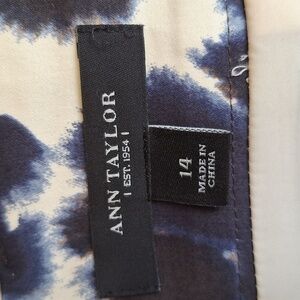 ANN TAYLOR
EST. 1954
14
MADE IN
CHINA